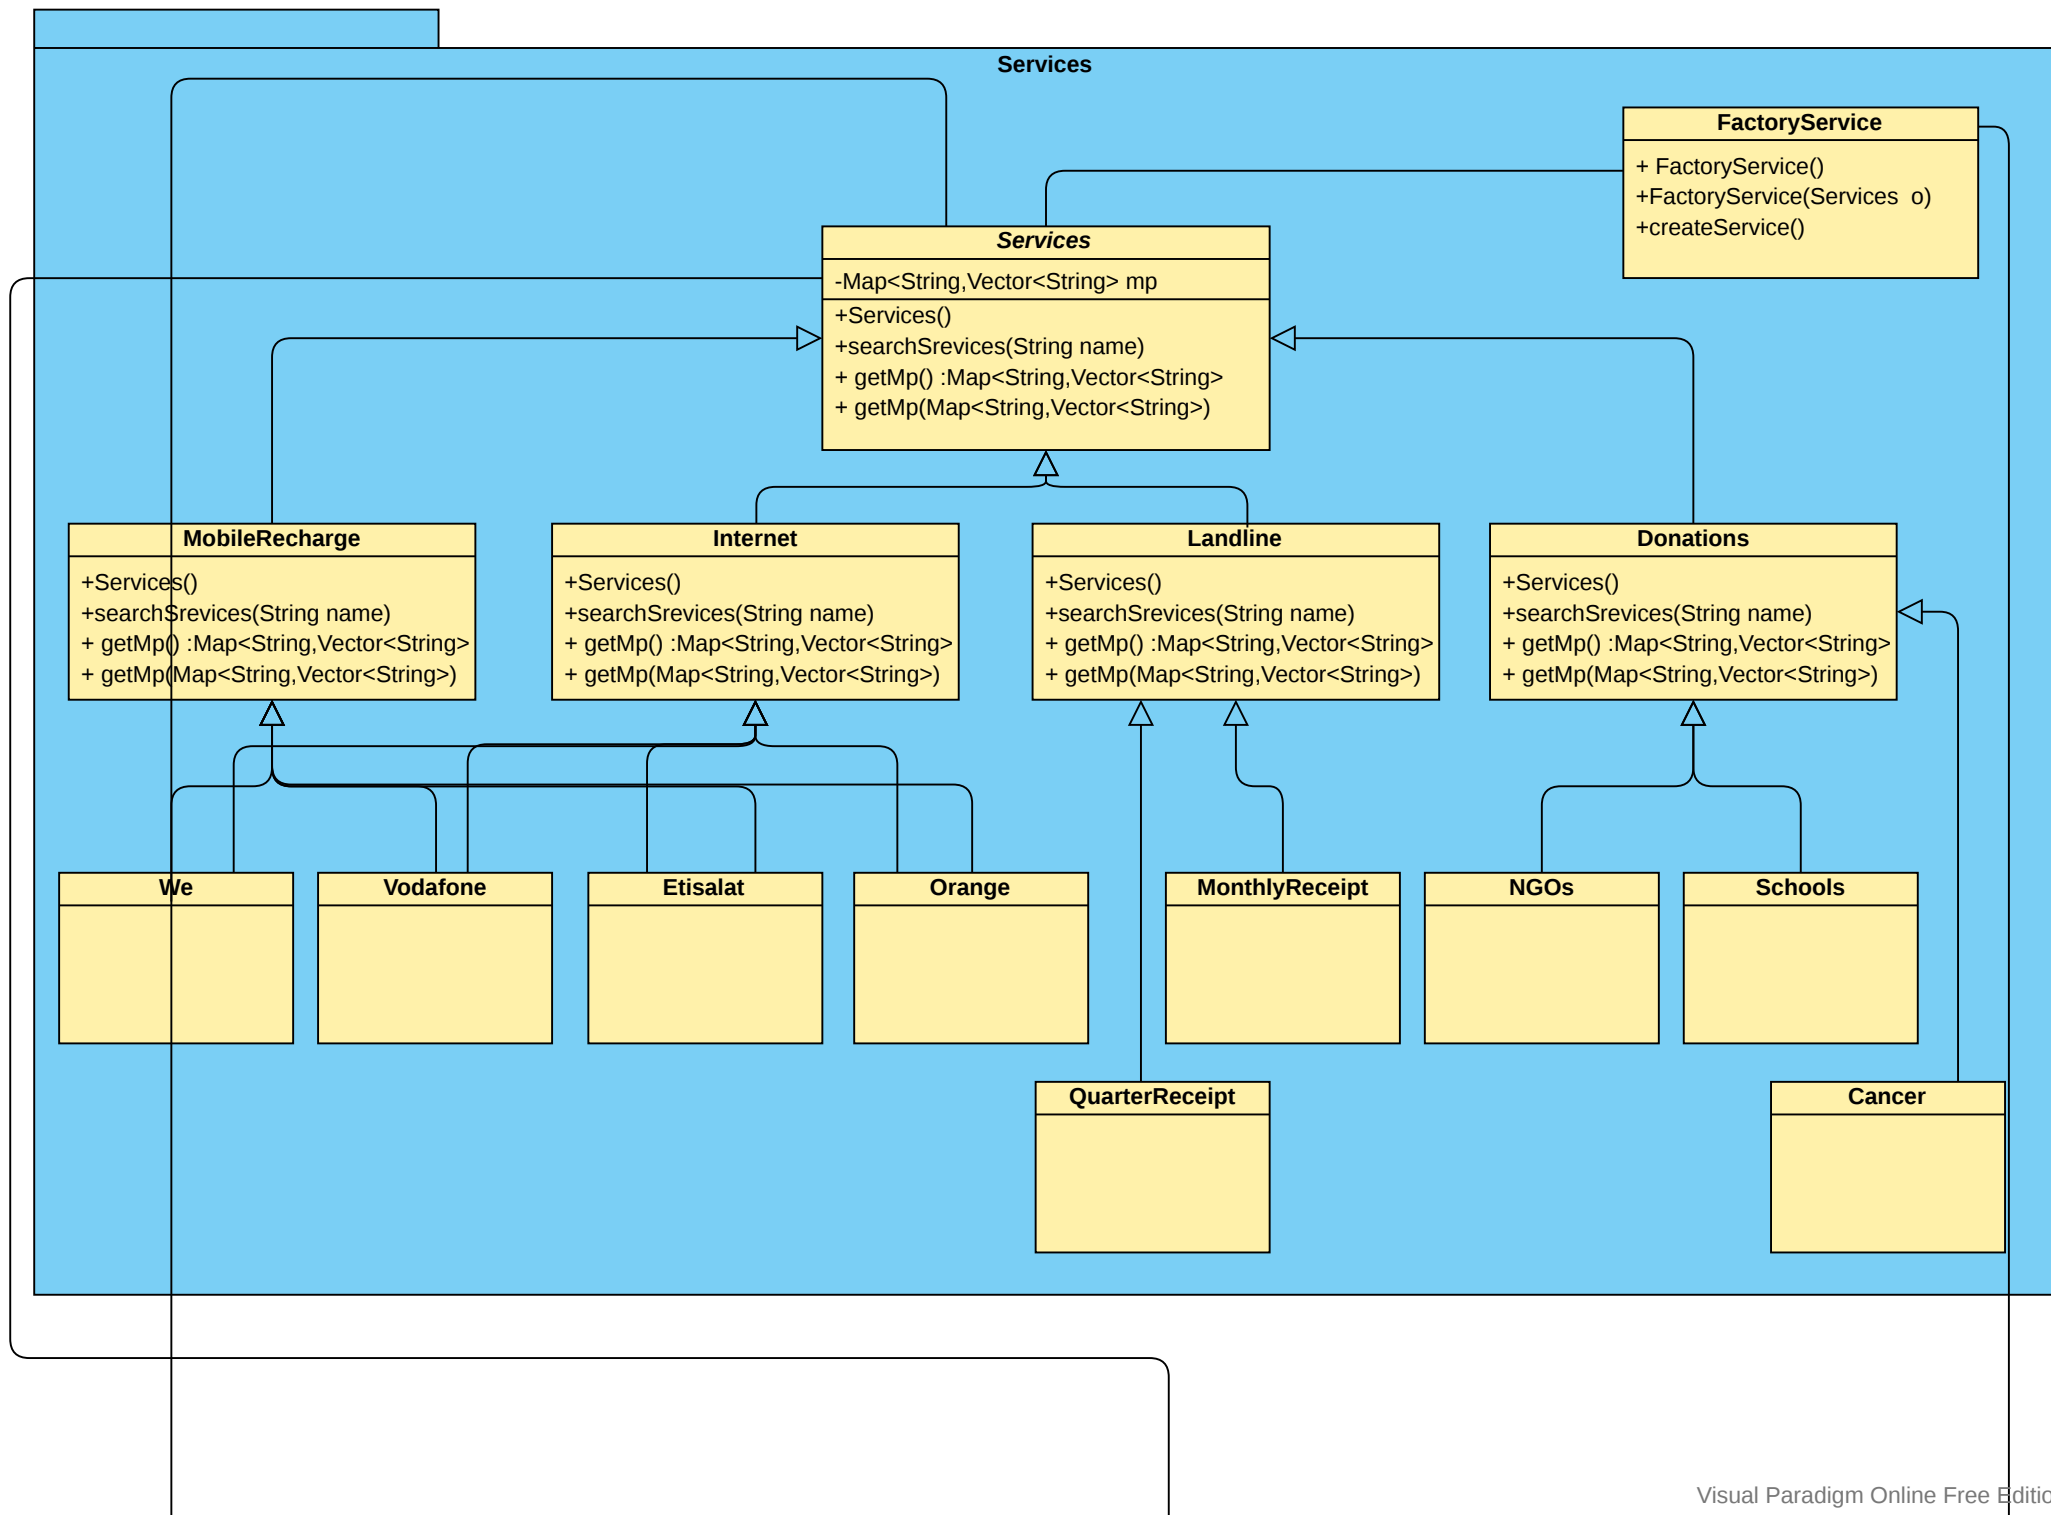 Services
FactoryService
+ FactoryService()
+FactoryService(Services  o)
+createService()
Services
-Map<String,Vector<String> mp
+Services()
+searchSrevices(String name)
+ getMp() :Map<String,Vector<String>
+ getMp(Map<String,Vector<String>)
MobileRecharge
+Services()
+searchSrevices(String name)
+ getMp() :Map<String,Vector<String>
+ getMp(Map<String,Vector<String>)
Internet
+Services()
+searchSrevices(String name)
+ getMp() :Map<String,Vector<String>
+ getMp(Map<String,Vector<String>)
Landline
+Services()
+searchSrevices(String name)
+ getMp() :Map<String,Vector<String>
+ getMp(Map<String,Vector<String>)
Donations
+Services()
+searchSrevices(String name)
+ getMp() :Map<String,Vector<String>
+ getMp(Map<String,Vector<String>)
We
Vodafone
Etisalat
Orange
MonthlyReceipt
NGOs
Schools
QuarterReceipt
Cancer
Visual Paradigm Online Free Editio